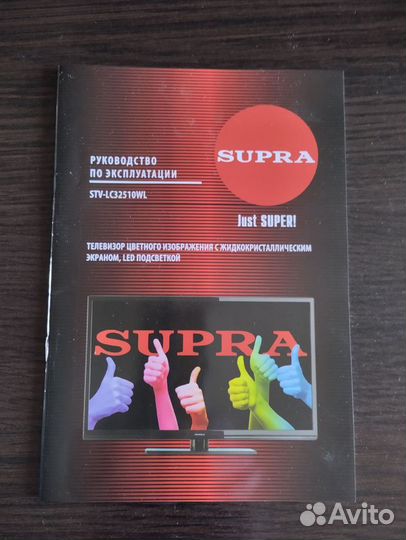 SUPRA
РУКОВОДСТВО
ПО ЭКСПЛУАТАЦИИ
STV-LC32510WL
Just SUPER!
ТЕЛЕВИЗОР ЦВЕТНОГО ИЗОБРАЖЕНИЯ С ЖИДКОКРИСТАЛЛИЧЕСКИМ
ЭКРАНОМ, LED ПОДСВЕТКОЙ
SUPRA
Avito